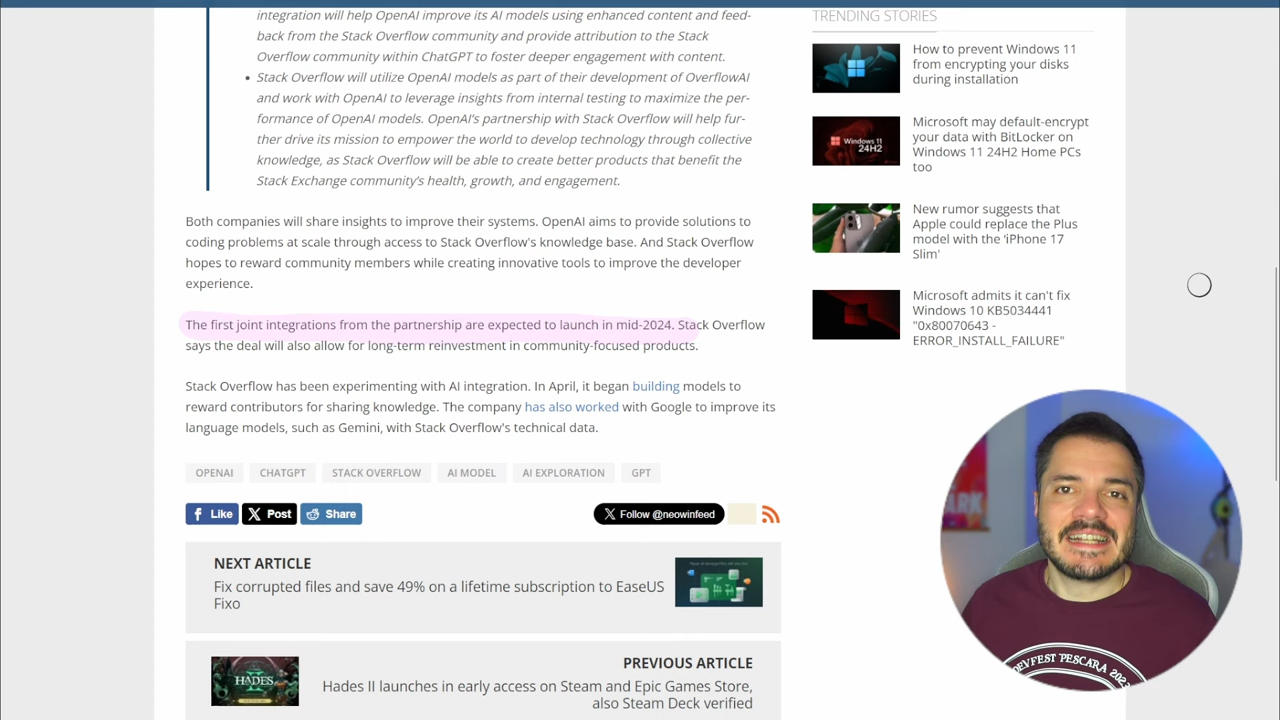 integration will help OpenAI improve its AI models using enhanced content and feed-
back from the Stack Overflow community and provide attribution to the Stack
Overflow community within ChatGPT to foster deeper engagement with content.
Stack Overflow will utilize OpenAI models as part of their development of OverflowAI
and work with OpenAI to leverage insights from internal testing to maximize the per-
formance of OpenAI models. OpenAI's partnership with Stack Overflow will help fur-
ther drive its mission to empower the world to develop technology through collective
knowledge, as Stack Overflow will be able to create better products that benefit the
Stack Exchange community's health, growth, and engagement.
Both companies will share insights to improve their systems. OpenAI aims to provide solutions to
coding problems at scale through access to Stack Overflow's knowledge base. And Stack Overflow
hopes to reward community members while creating innovative tools to improve the developer
experience.
The first joint integrations from the partnership are expected to launch in mid-2024. Stack Overflow
says the deal will also allow for long-term reinvestment in community-focused products.
Stack Overflow has been experimenting with AI integration. In April, it began building models to
reward contributors for sharing knowledge. The company has also worked with Google to improve its
language models, such as Gemini, with Stack Overflow's technical data.
OPENAI CHATGPT STACK OVERFLOW AI MODEL AI EXPLORATION GPT
Like Post Share Follow @neowinfeed
NEXT ARTICLE
Fix corrupted files and save 49% on a lifetime subscription to EaseUS
Fixo
PREVIOUS ARTICLE
Hades II launches in early access on Steam and Epic Games Store,
also Steam Deck verified
HADES
TRENDING STORIES
How to prevent Windows 11
from encrypting your disks
during installation
Microsoft may default-encrypt
your data with BitLocker on
Windows 11 24H2 Home PCs
too
Windows 11
24H2
New rumor suggests that
Apple could replace the Plus
model with the 'iPhone 17
Slim'
Microsoft admits it can't fix
Windows 10 KB5034441
"0x80070643 -
ERROR_INSTALL_FAILURE"
DEVFEST PESCARA 202